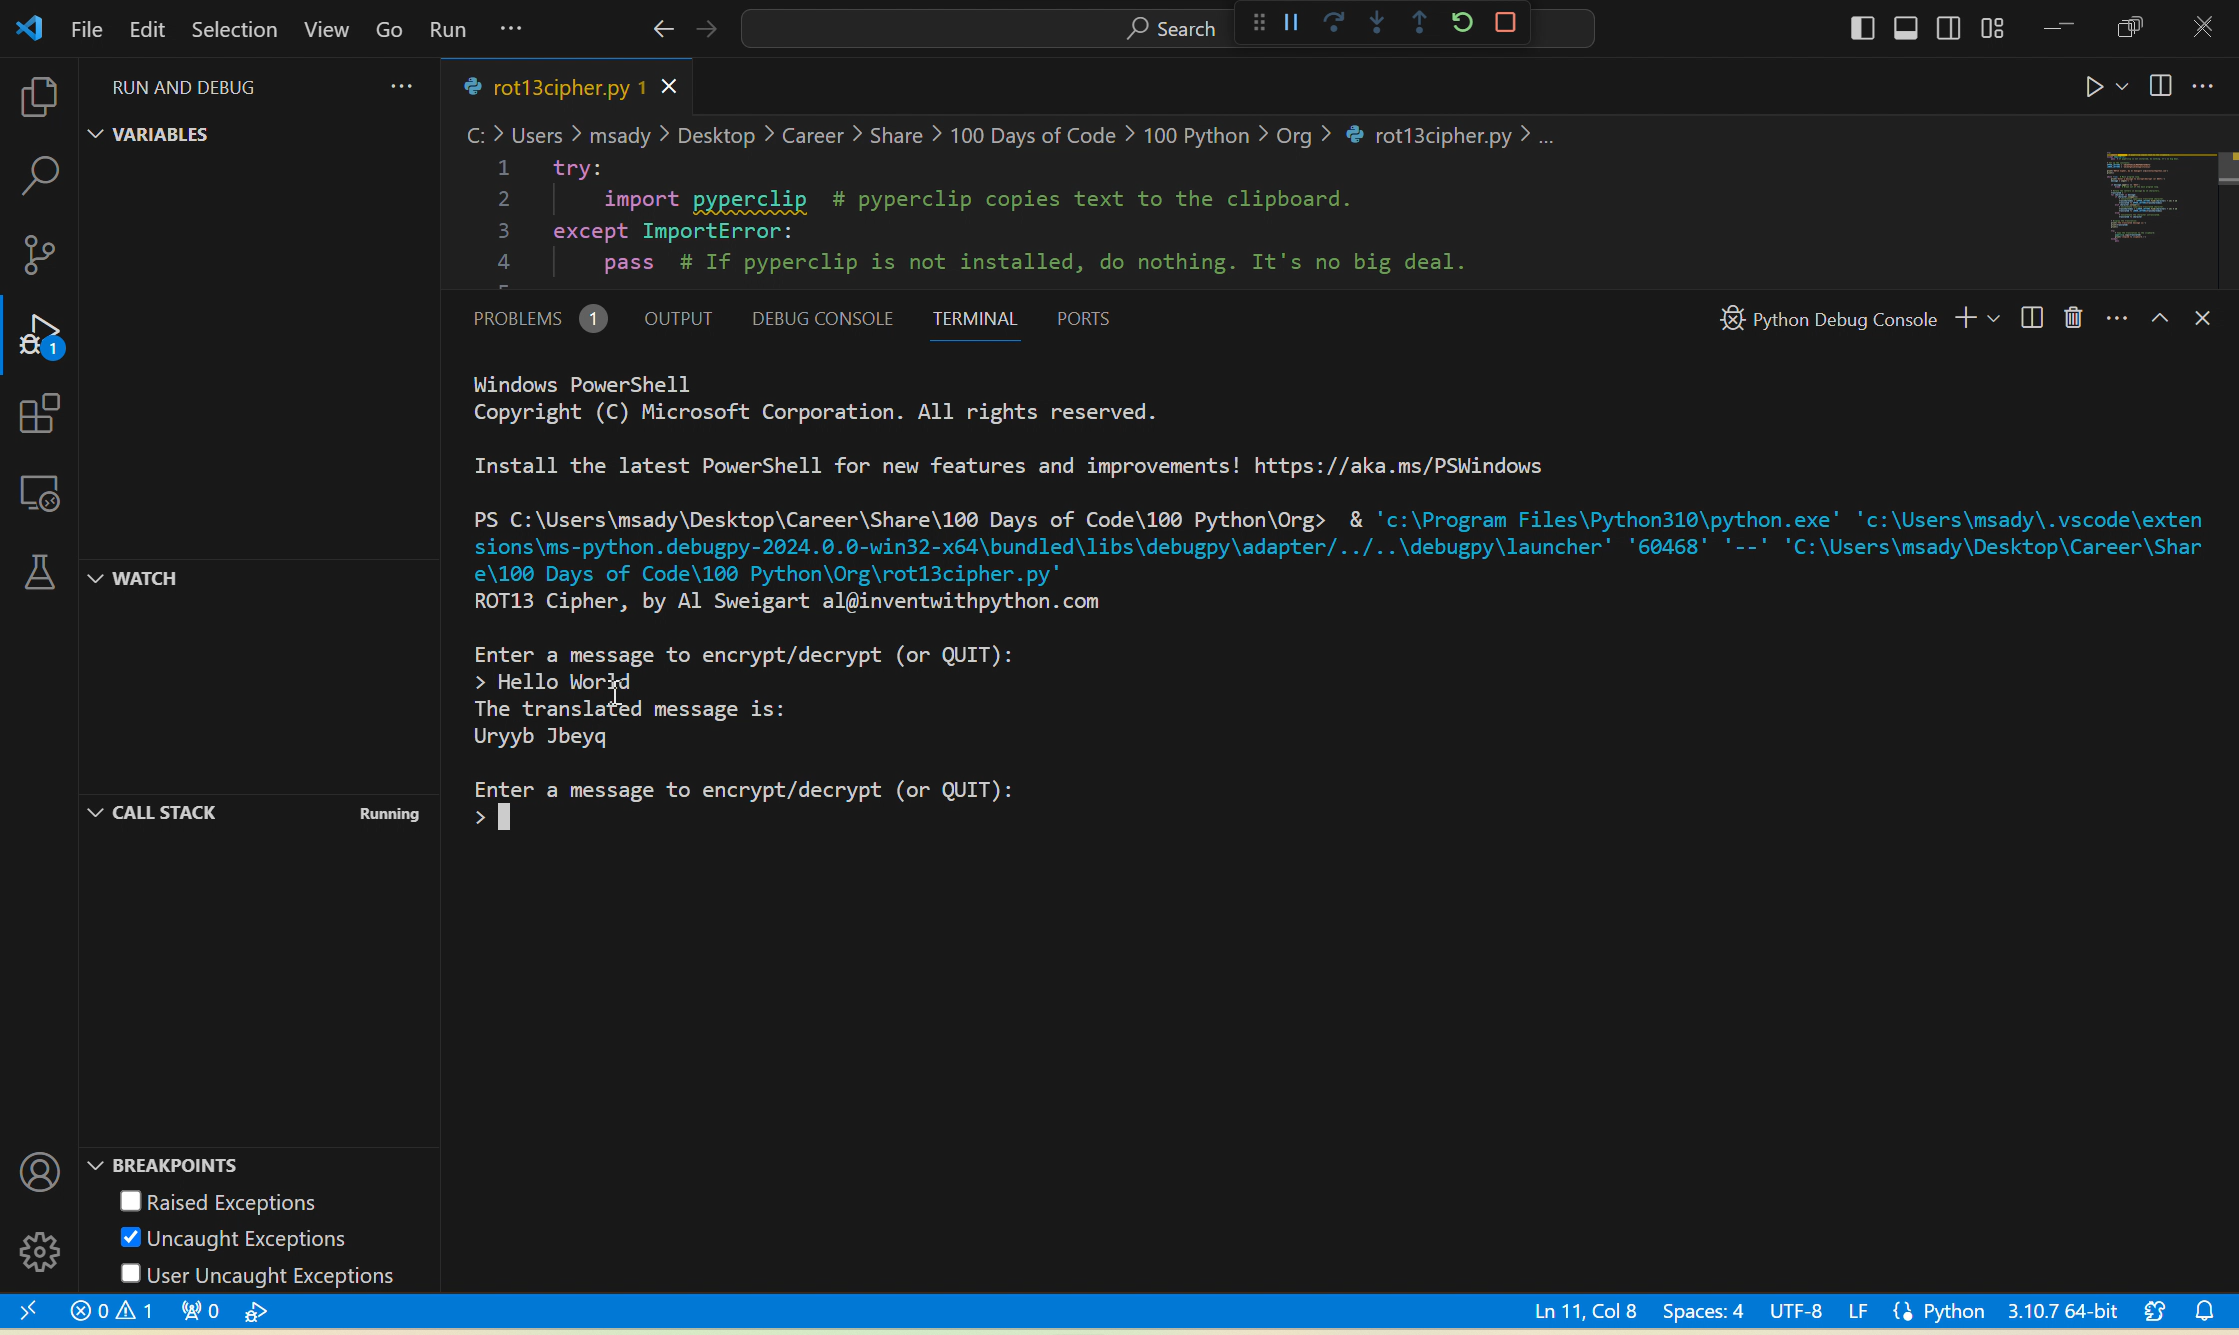 File Edit Selection View Go Run ··· Search
RUN AND DEBUG ···
VARIABLES
WATCH
CALL STACK Running
BREAKPOINTS
Raised Exceptions
Uncaught Exceptions
User Uncaught Exceptions
1
rot13cipher.py 1
C: > Users > msady > Desktop > Career > Share > 100 Days of Code > 100 Python > Org > rot13cipher.py > ...
1 try:
2 import pyperclip # pyperclip copies text to the clipboard.
3 except ImportError:
4 pass # If pyperclip is not installed, do nothing. It's no big deal.
PROBLEMS 1 OUTPUT DEBUG CONSOLE TERMINAL PORTS Python Debug Console
Windows PowerShell
Copyright (C) Microsoft Corporation. All rights reserved.
Install the latest PowerShell for new features and improvements! https://aka.ms/PSWindows
PS C:\Users\msady\Desktop\Career\Share\100 Days of Code\100 Python\Org> & 'c:\Program Files\Python310\python.exe' 'c:\Users\msady\.vscode\exten
sions\ms-python.debugpy-2024.0.0-win32-x64\bundled\libs\debugpy\adapter/../..\debugpy\launcher' '60468' '--' 'C:\Users\msady\Desktop\Career\Shar
e\100 Days of Code\100 Python\Org\rot13cipher.py'
ROT13 Cipher, by Al Sweigart al@inventwithpython.com
Enter a message to encrypt/decrypt (or QUIT):
> Hello World
The translated message is:
Uryyb Jbeyq
Enter a message to encrypt/decrypt (or QUIT):
>
0 1 0 Ln 11, Col 8 Spaces: 4 UTF-8 LF Python 3.10.7 64-bit